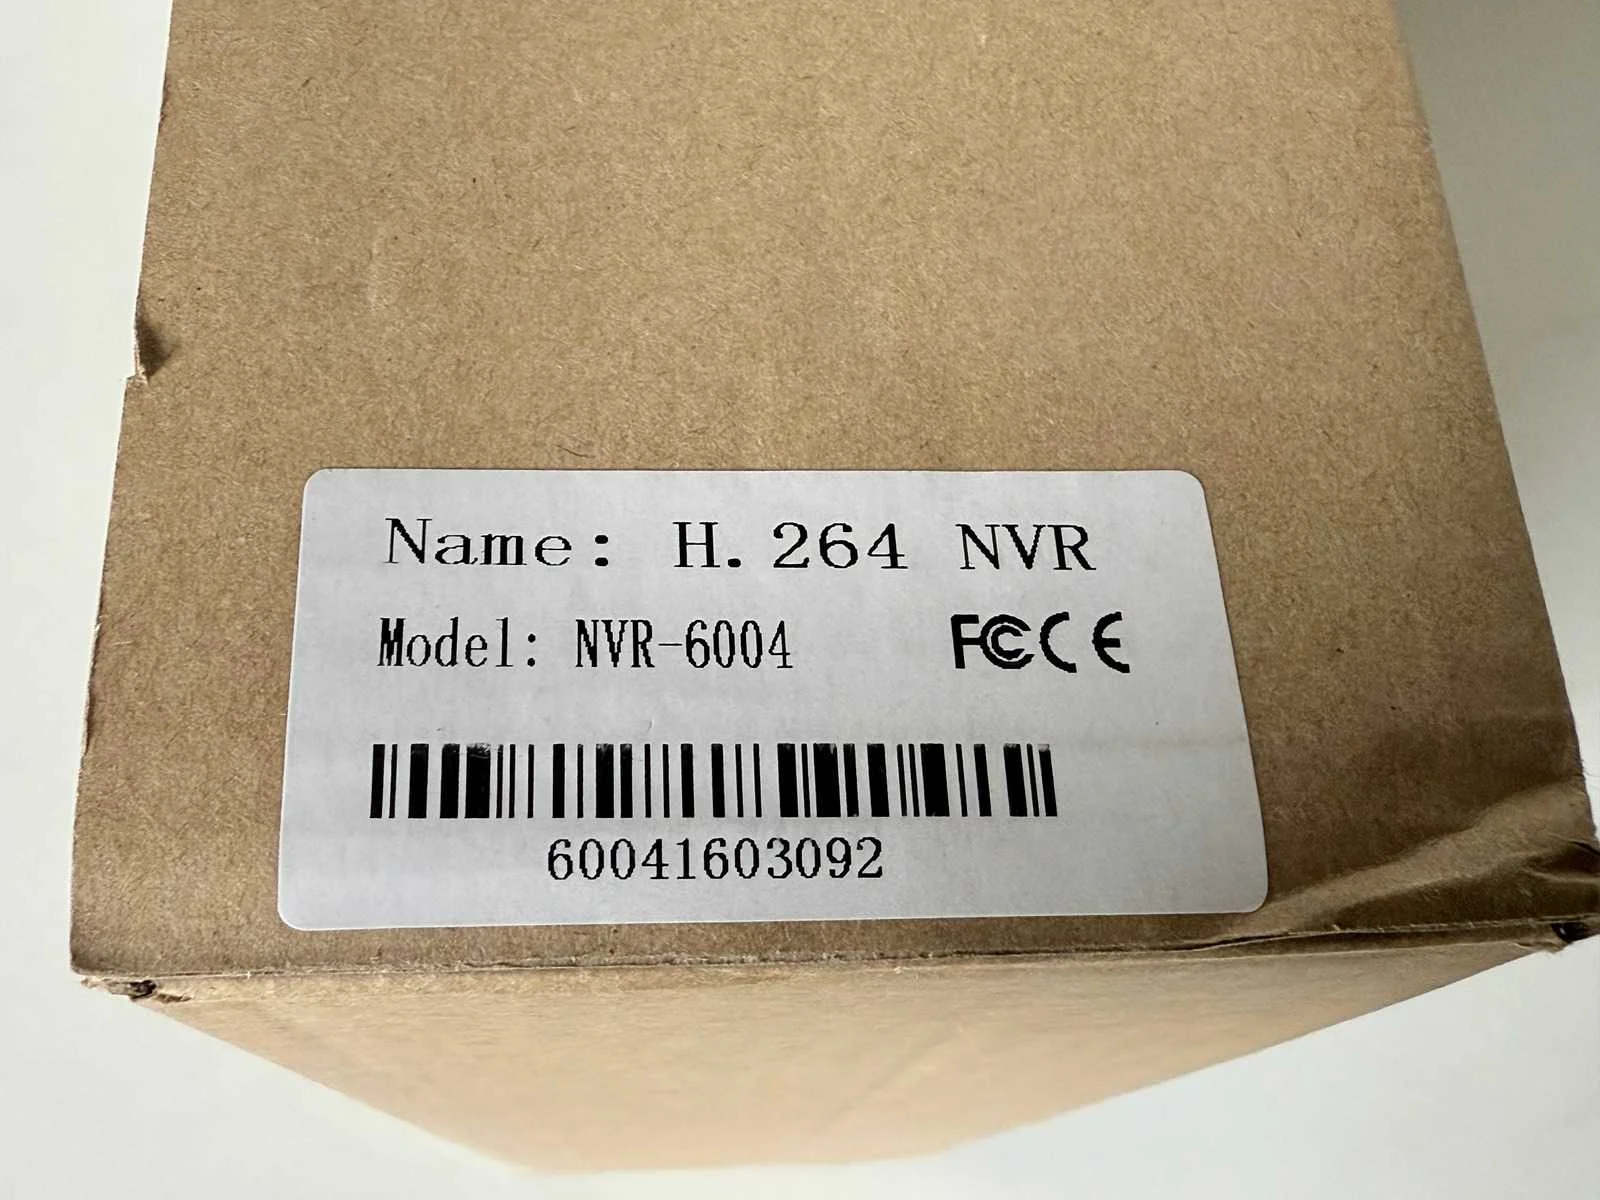 Name: H.264 NVR
Model: NVR-6004 FC CE
60041603092